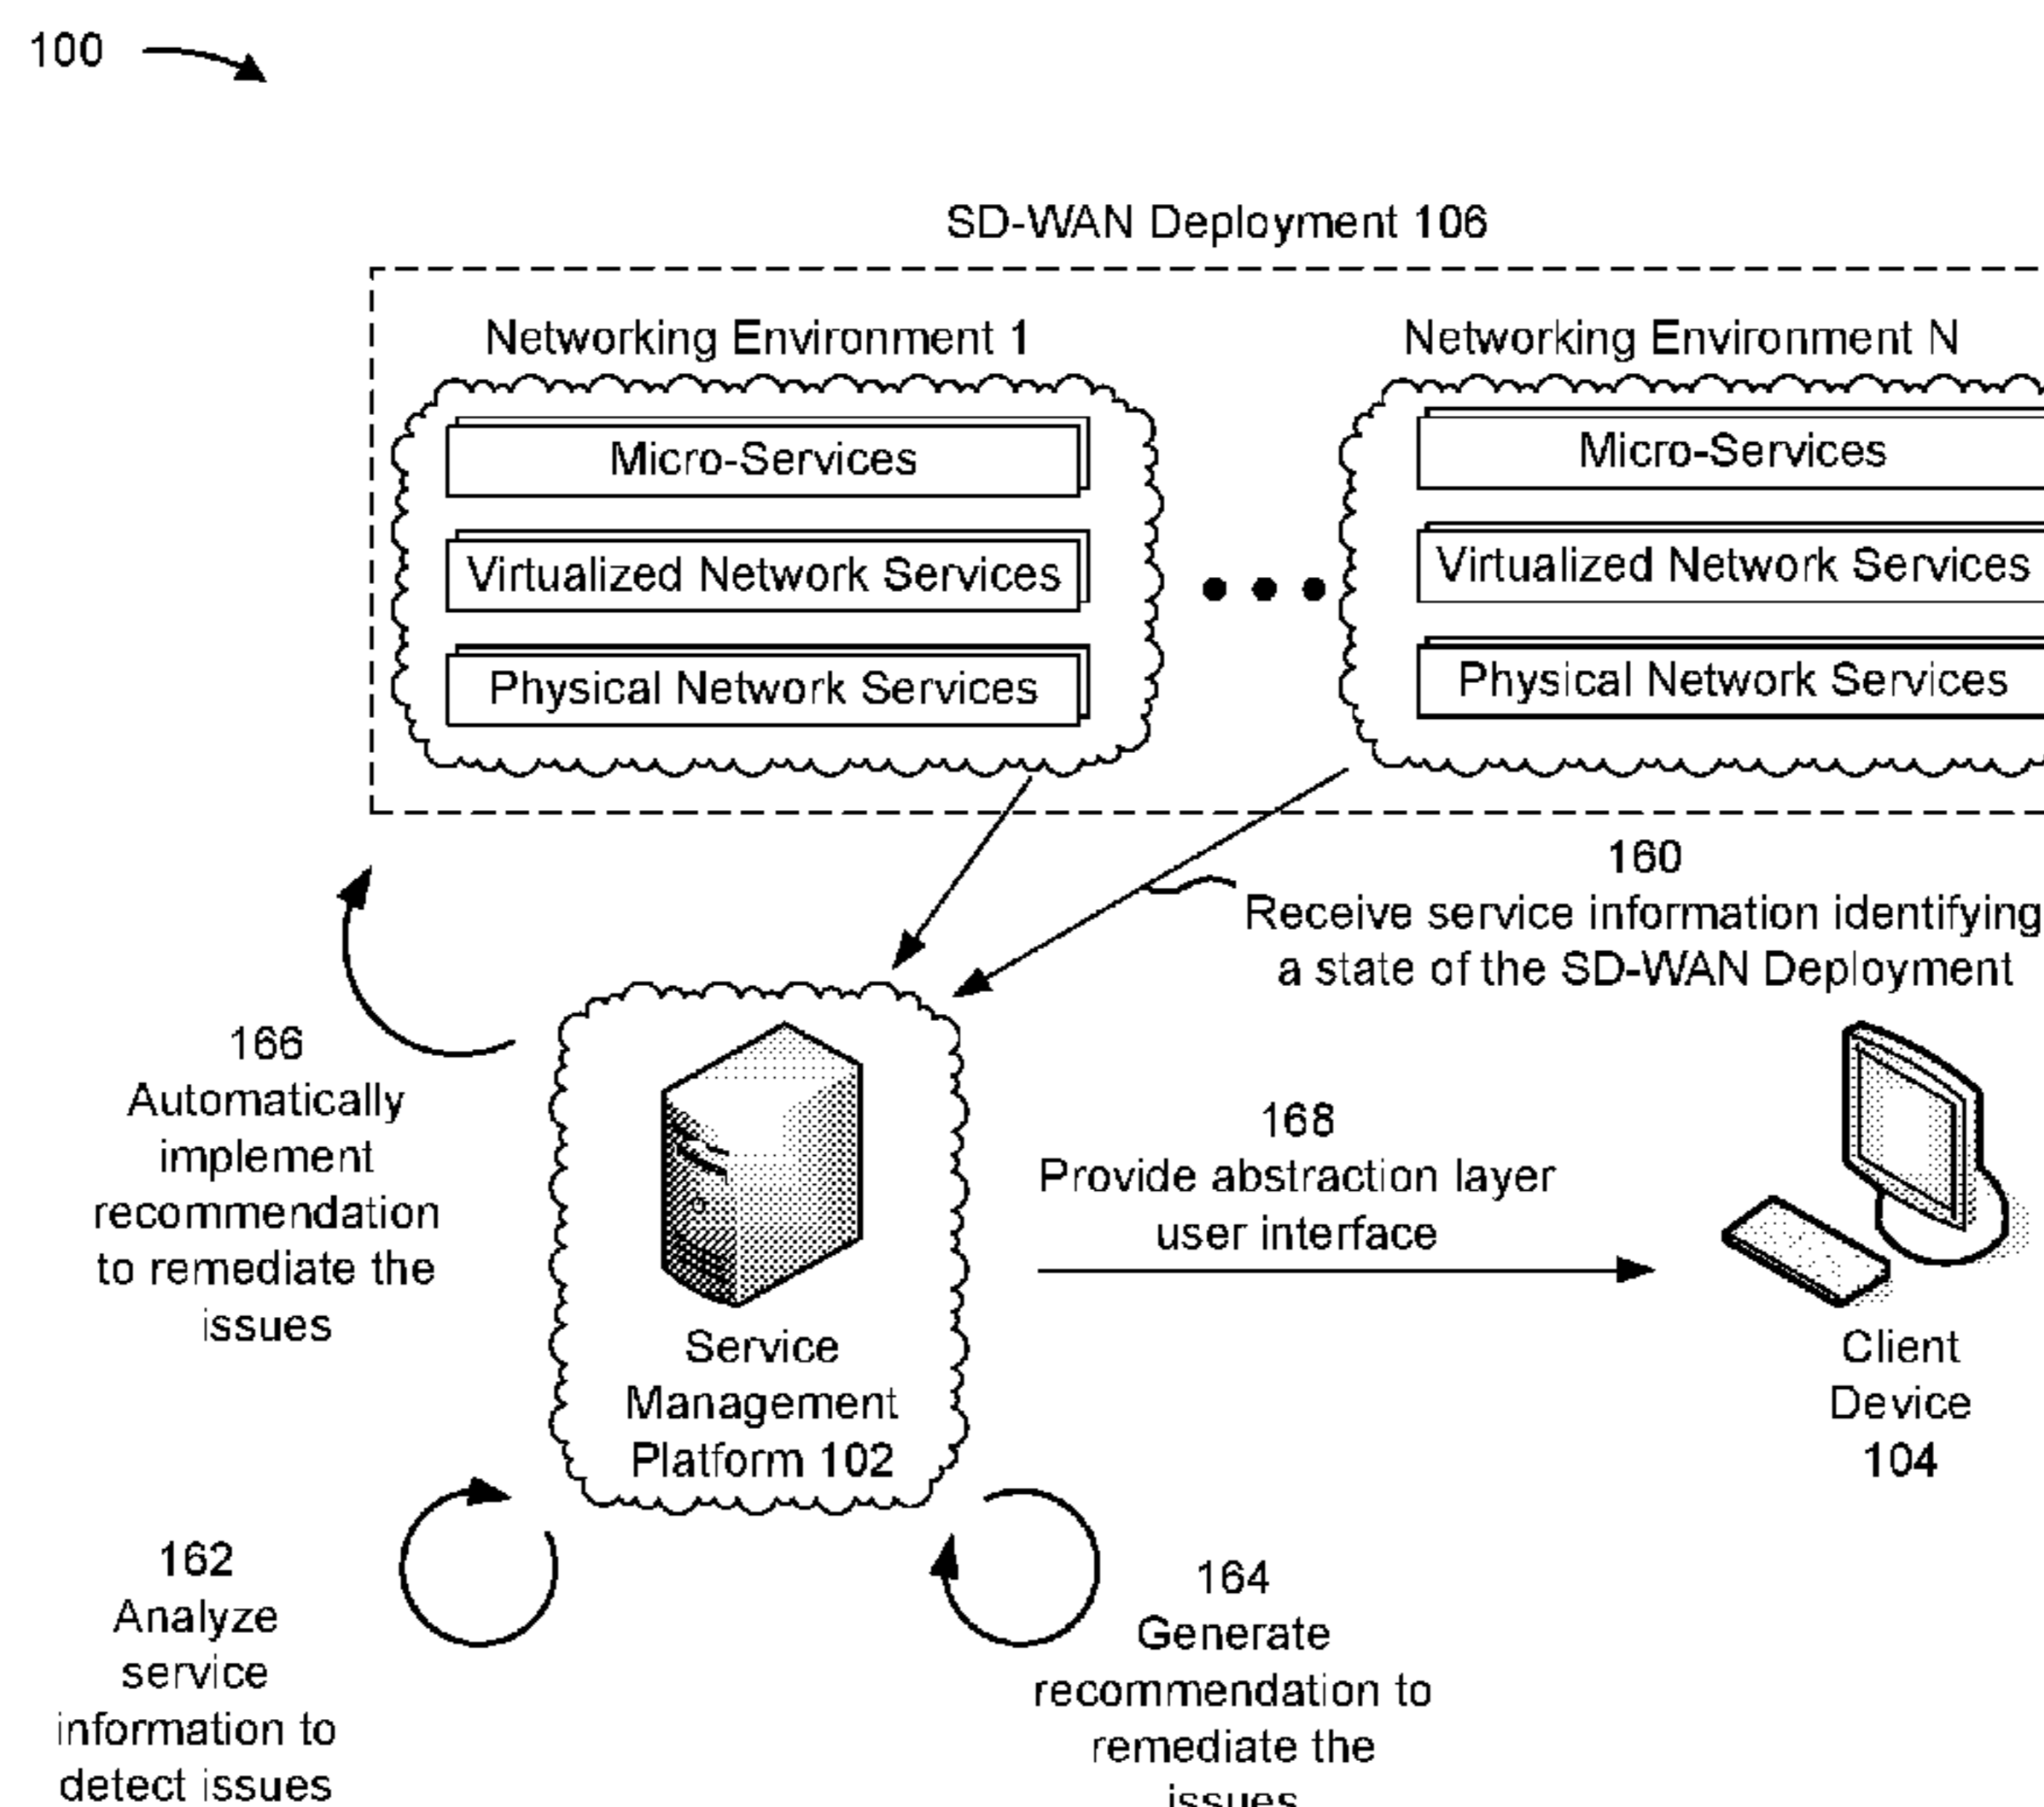 100
SD-WAN Deployment 106
Networking Environment 1
Micro-Services
Virtualized Network Services
Physical Network Services
Networking Environment N
Micro-Services
Virtualized Network Services
Physical Network Services
160
Receive service information identifying
a state of the SD-WAN Deployment
166
Automatically
implement
recommendation
to remediate the
issues
Service
Management
Platform 102
168
Provide abstraction layer
user interface
Client
Device
104
162
Analyze
service
information to
detect issues
164
Generate
recommendation to
remediate the
issues